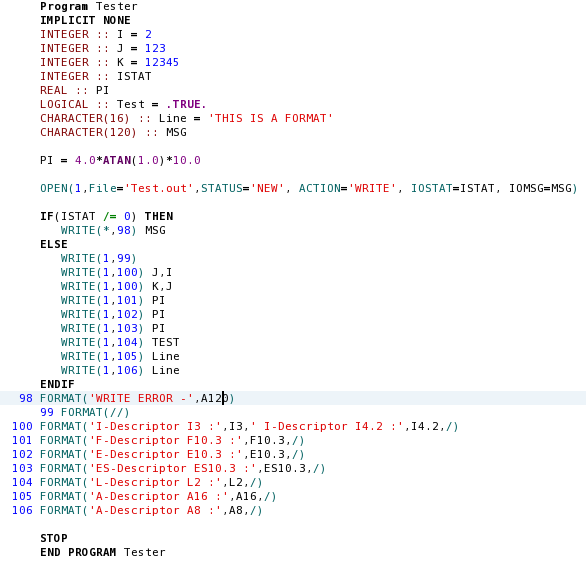 Program Tester
IMPLICIT NONE
INTEGER :: I = 2
INTEGER :: J = 123
INTEGER :: K = 12345
INTEGER :: ISTAT
REAL :: PI
LOGICAL :: Test = .TRUE.
CHARACTER(16) :: Line = 'THIS IS A FORMAT'
CHARACTER(120) :: MSG
PI = 4.0*ATAN(1.0)*10.0
OPEN(1,File='Test.out',STATUS='NEW', ACTION='WRITE', IOSTAT=ISTAT, IOMSG=MSG)
IF(ISTAT /= 0) THEN
WRITE(*,98) MSG
ELSE
WRITE(1,99)
WRITE(1,100) J,I
WRITE(1,100) K,J
WRITE(1,101) PI
WRITE(1,102) PI
WRITE(1,103) PI
WRITE(1,104) TEST
WRITE(1,105) Line
WRITE(1,106) Line
ENDIF
98 FORMAT('WRITE ERROR -',A120)
99 FORMAT(//)
100 FORMAT('I-Descriptor I3 :',I3,' I-Descriptor I4.2 :',I4.2,/)
101 FORMAT('F-Descriptor F10.3 :',F10.3,/)
102 FORMAT('E-Descriptor E10.3 :',E10.3,/)
103 FORMAT('ES-Descriptor ES10.3 :',ES10.3,/)
104 FORMAT('L-Descriptor L2 :',L2,/)
105 FORMAT('A-Descriptor A16 :',A16,/)
106 FORMAT('A-Descriptor A8 :',A8,/)
STOP
END PROGRAM Tester